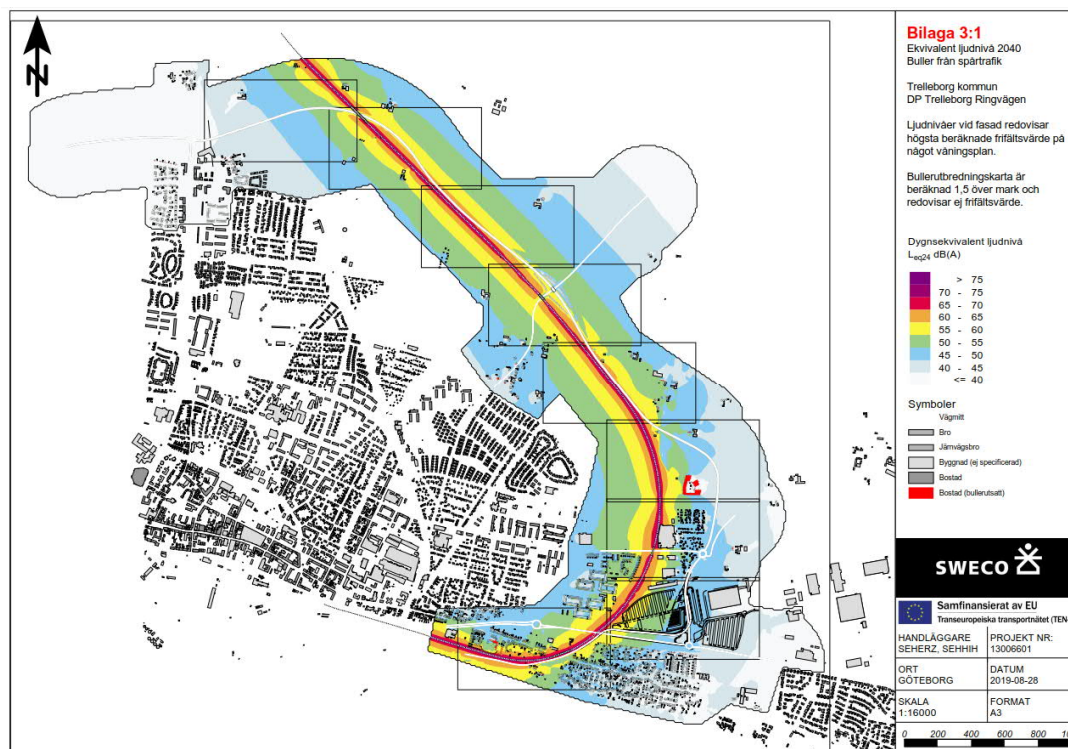 N
Bilaga 3:1
Ekvivalent ljudnivå 2040
Buller från spårtrafik
Trelleborg kommun
DP Trelleborg Ringvägen
Ljudnivåer vid fasad redovisar
högsta beräknade frifältsvärde på
något våningsplan.
Bullerutbredningskarta är
beräknad 1,5 över mark och
redovisar ej frifältsvärde.
Dygnsekvivalent ljudnivå
Leq24 dB(A)
> 75
70 - 75
65 - 70
60 - 65
55 - 60
50 - 55
45 - 50
40 - 45
<= 40
Symboler
Vägmitt
Bro
Järnvägsbro
Byggnad (ej specificerad)
Bostad
Bostad (bullerutsatt)
SWECO
Samfinansierat av EU
Transeuropeiska transportnätet (TEN-
HANDLÄGGARE
SEHERZ, SEHHIH
PROJEKT NR:
13006601
ORT
GÖTEBORG
DATUM
2019-08-28
SKALA
1:16000
FORMAT
A3
0 200 400 600 800